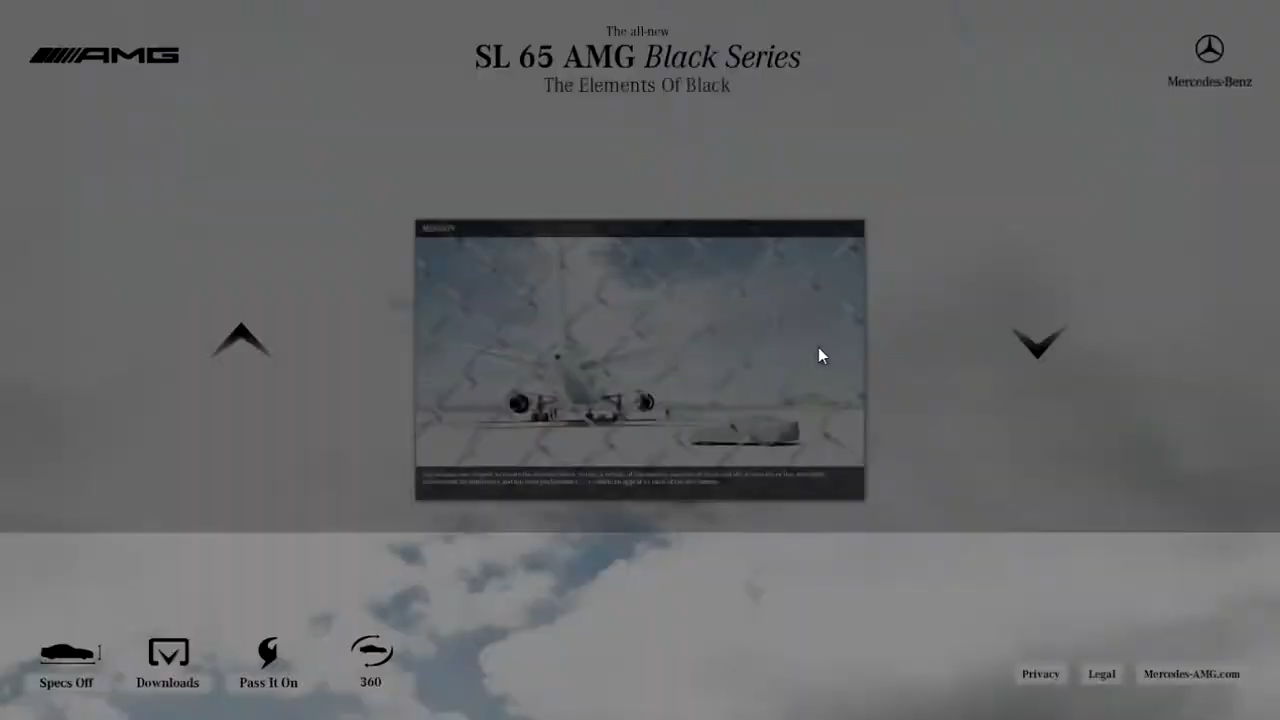 AMG
The all-new
SL 65 AMG Black Series
The Elements Of Black
Mercedes-Benz
Specs Off
Downloads
Pass It On
360
Privacy
Legal
Mercedes-AMG.com